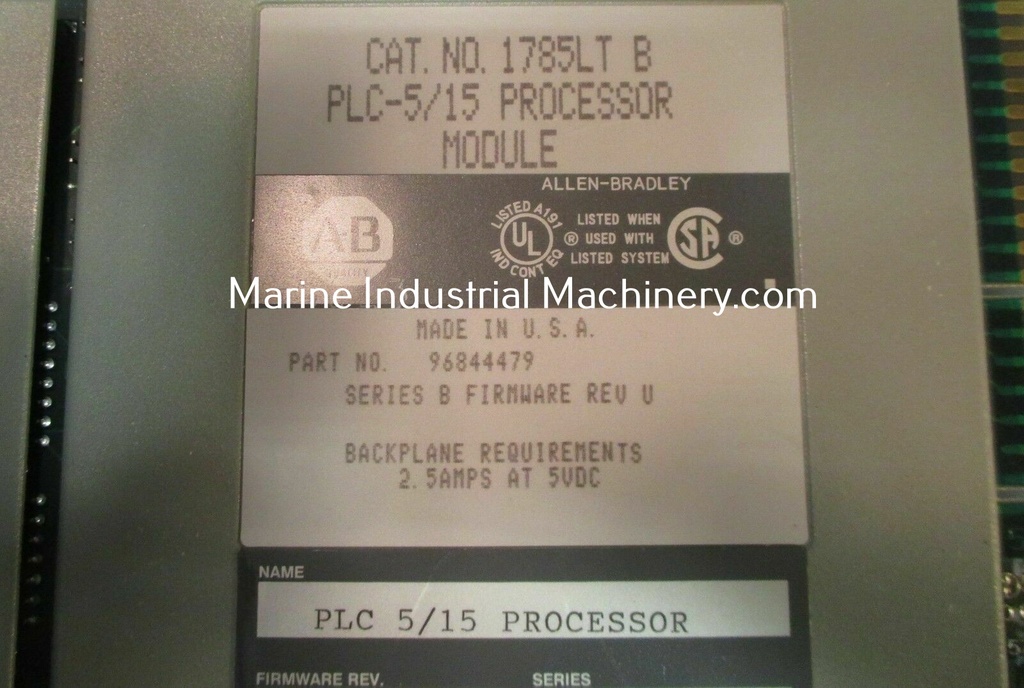 CAT. NO. 1785LT B
PLC-5/15 PROCESSOR
MODULE
ALLEN-BRADLEY
A-B
QUALITY
LISTED A191
UL
IND CONT EQ
®
LISTED WHEN
USED WITH
LISTED SYSTEM
SA ®
Marine Industrial Machinery.com
MADE IN U.S.A.
PART NO. 96844479
SERIES B FIRMWARE REV U
BACKPLANE REQUIREMENTS
2.5AMPS AT 5VDC
NAME
PLC 5/15 PROCESSOR
FIRMWARE REV. SERIES